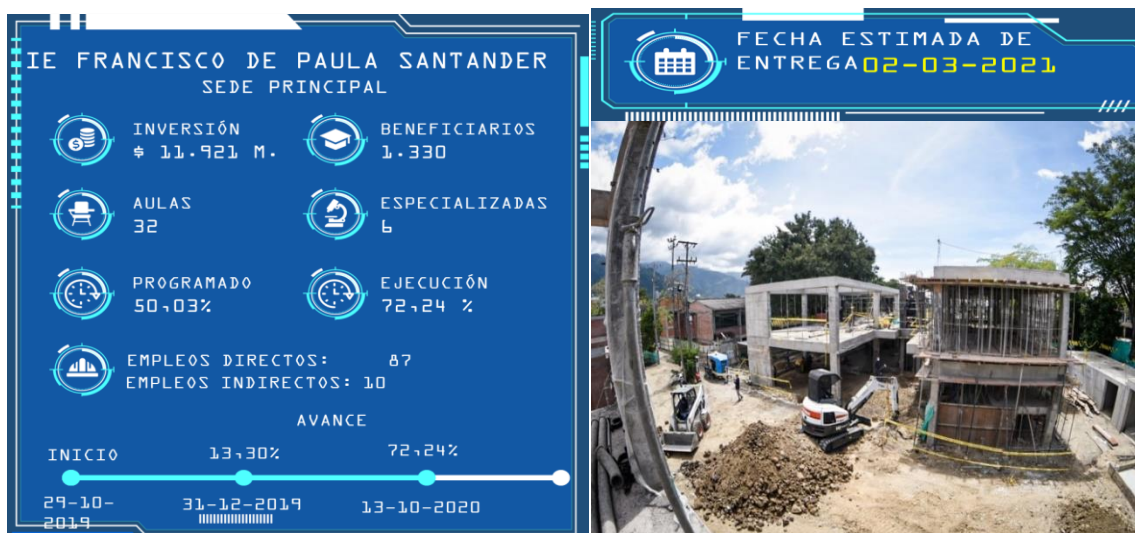 IE FRANCISCO DE PAULA SANTANDER
SEDE PRINCIPAL
INVERSIÓN
$ 11.921 M.
BENEFICIARIOS
1.330
AULAS
32
ESPECIALIZADAS
6
PROGRAMADO
50,03%
EJECUCIÓN
72,24 %
EMPLEOS DIRECTOS: 87
EMPLEOS INDIRECTOS: 10
AVANCE
INICIO
13,30%
72,24%
29-10-
2019
31-12-2019
13-10-2020
FECHA ESTIMADA DE
ENTREGA02-03-2021